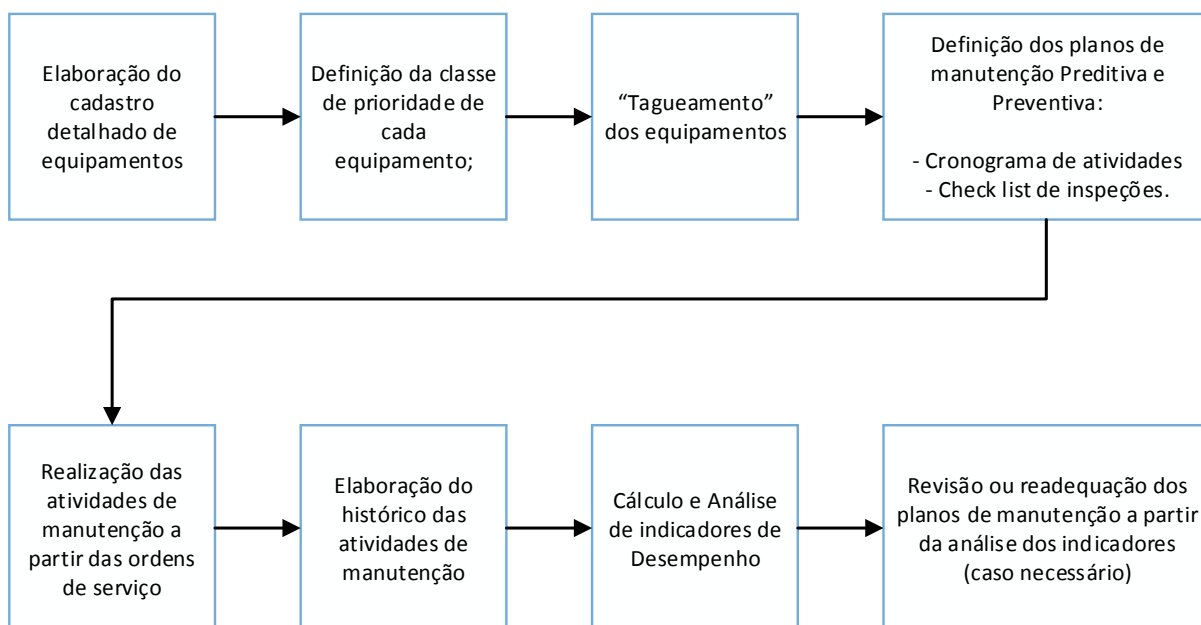 Elaboração do
cadastro
detalhado de
equipamentos
Definição da classe
de prioridade de
cada
equipamento;
“Tagueamento”
dos equipamentos
Definição dos planos de
manutenção Preditiva e
Preventiva:
- Cronograma de atividades
- Check list de inspeções.
Realização das
atividades de
manutenção a
partir das ordens
de serviço
Elaboração do
histórico das
atividades de
manutenção
Cálculo e Análise
de indicadores de
Desempenho
Revisão ou readequação dos
planos de manutenção a partir
da análise dos indicadores
(caso necessário)